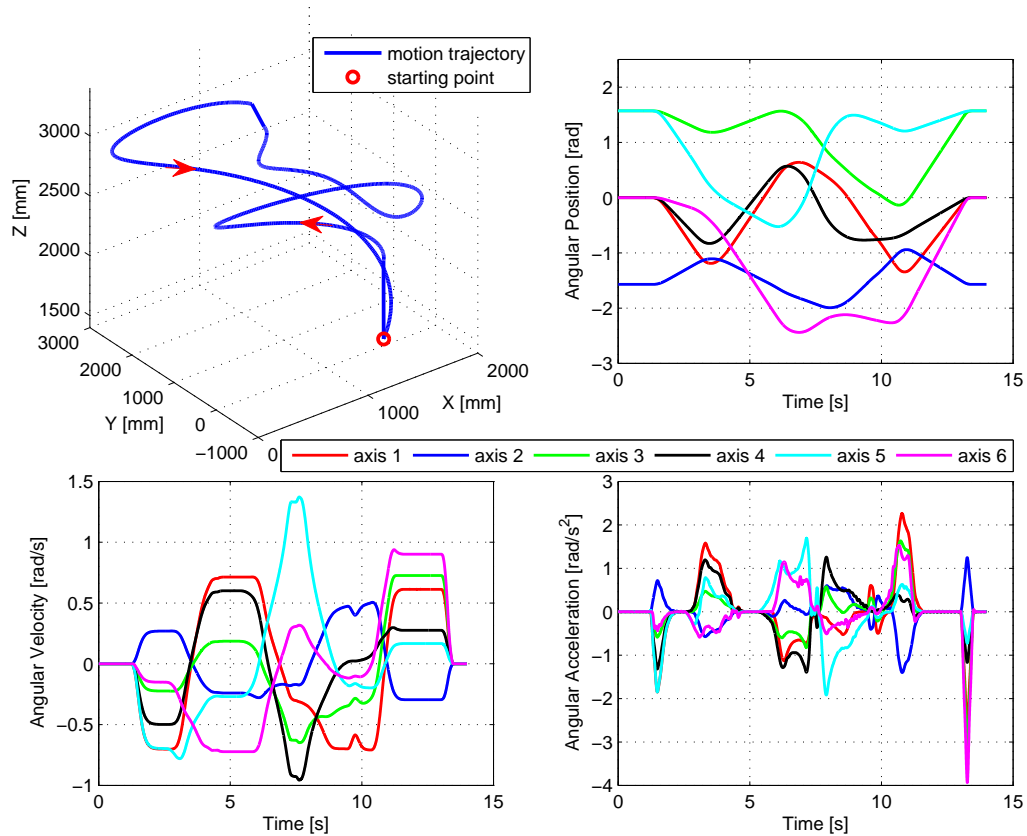 motion trajectory
starting point
3000
2500
2000
1500
Z [mm]
3000
2000
1000
0
−1000
Y [mm]
0
1000
2000
X [mm]
2
1
0
−1
−2
−3
Angular Position [rad]
0
5
10
15
Time [s]
axis 1
axis 2
axis 3
axis 4
axis 5
axis 6
1.5
1
0.5
0
−0.5
−1
Angular Velocity [rad/s]
0
5
10
15
Time [s]
3
2
1
0
−1
−2
−3
−4
Angular Acceleration [rad/s²]
0
5
10
15
Time [s]